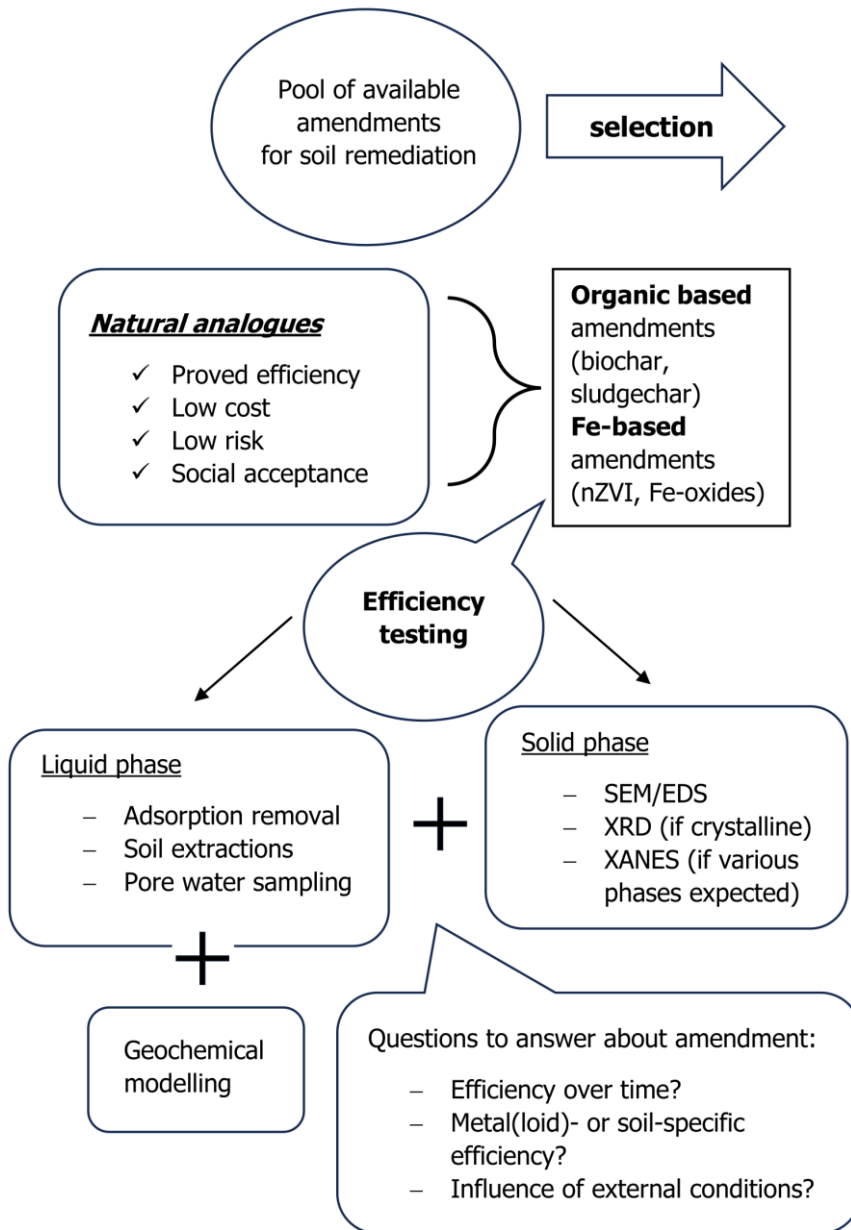 Pool of available
amendments
for soil remediation
selection
Natural analogues
✓ Proved efficiency
✓ Low cost
✓ Low risk
✓ Social acceptance
Organic based
amendments
(biochar,
sludgechar)
Fe-based
amendments
(nZVI, Fe-oxides)
Efficiency
testing
Liquid phase
– Adsorption removal
– Soil extractions
– Pore water sampling
+
Solid phase
– SEM/EDS
– XRD (if crystalline)
– XANES (if various
phases expected)
+
Geochemical
modelling
Questions to answer about amendment:
– Efficiency over time?
– Metal(loid)- or soil-specific
efficiency?
– Influence of external conditions?